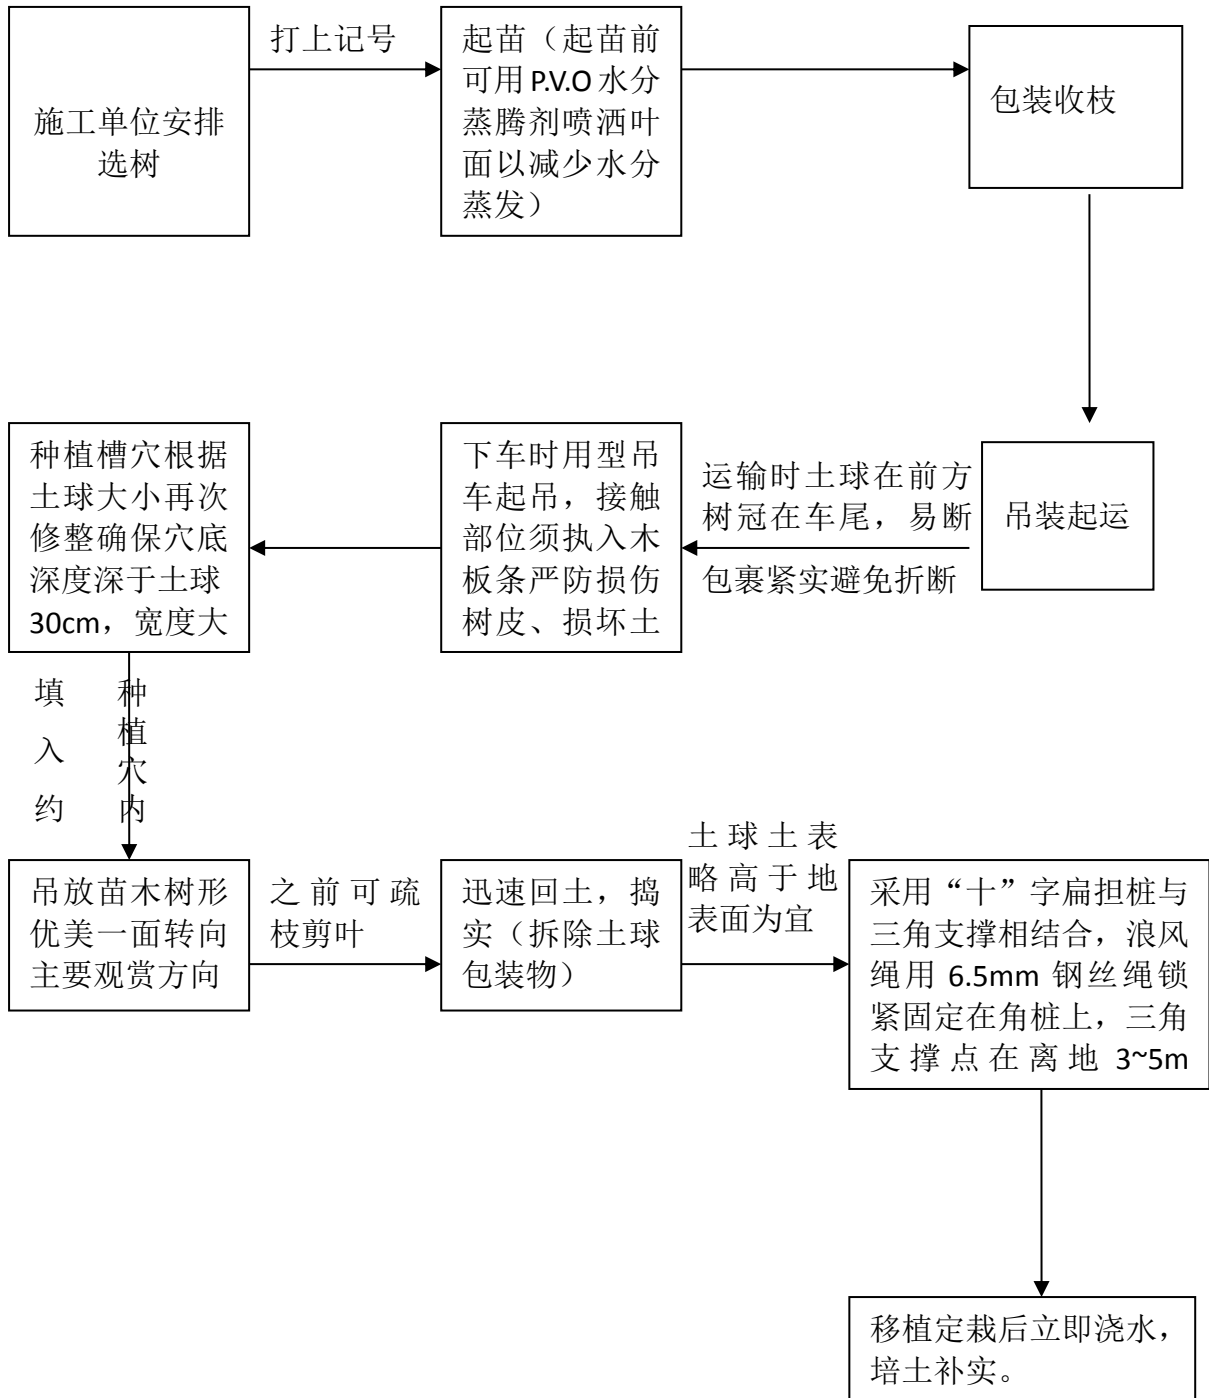 施工单位安排
选树
打上记号
起苗（起苗前
可用P.V.O水分
蒸腾剂喷洒叶
面以减少水分
蒸发）
包装收枝
吊装起运
运输时土球在前方
树冠在车尾，易断
包裹紧实避免折断
下车时用型吊
车起吊，接触
部位须执入木
板条严防损伤
树皮、损坏土
种植槽穴根据
土球大小再次
修整确保穴底
深度深于土球
30cm，宽度大
填入约
种植穴内
吊放苗木树形
优美一面转向
主要观赏方向
之前可疏
枝剪叶
迅速回土，捣
实（拆除土球
包装物）
土球土表
略高于地
表面为宜
采用“十”字扁担桩与
三角支撑相结合，浪风
绳用 6.5mm 钢丝绳锁
紧固定在角桩上，三角
支撑点在离地 3~5m
移植定栽后立即浇水，
培土补实。